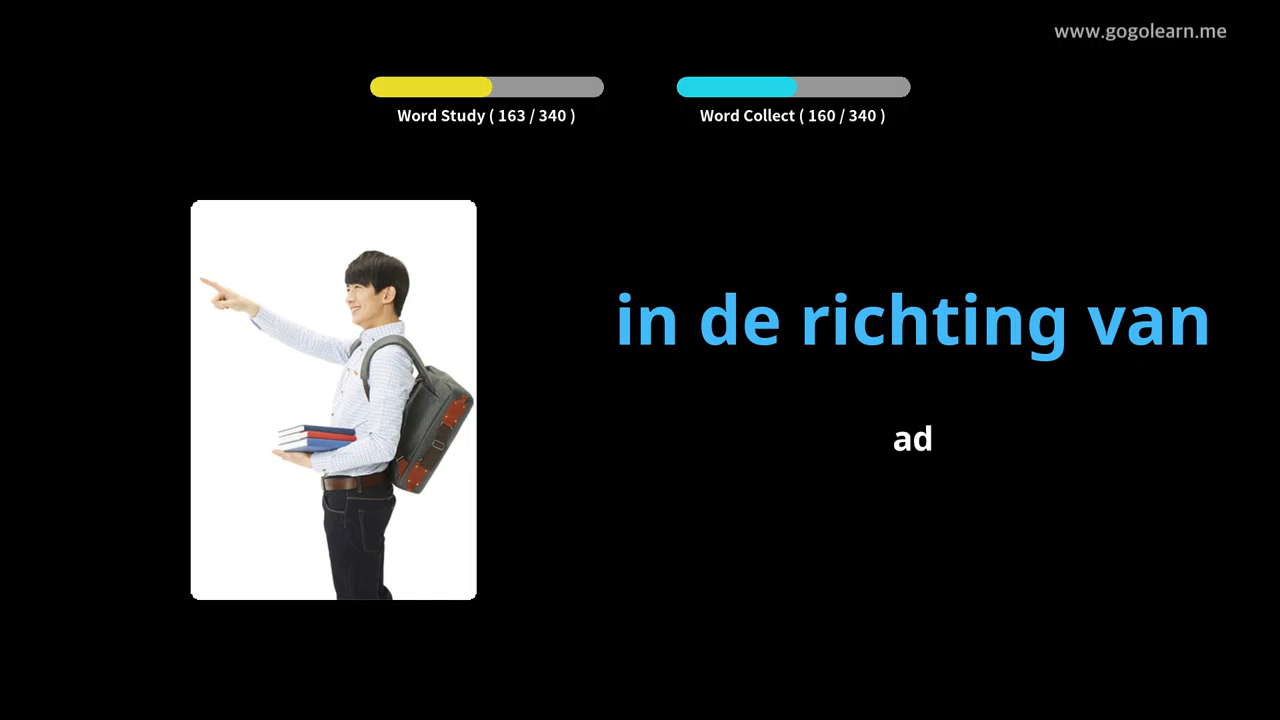 www.gogolearn.me
Word Study ( 163 / 340 )
Word Collect ( 160 / 340 )
in de richting van
ad